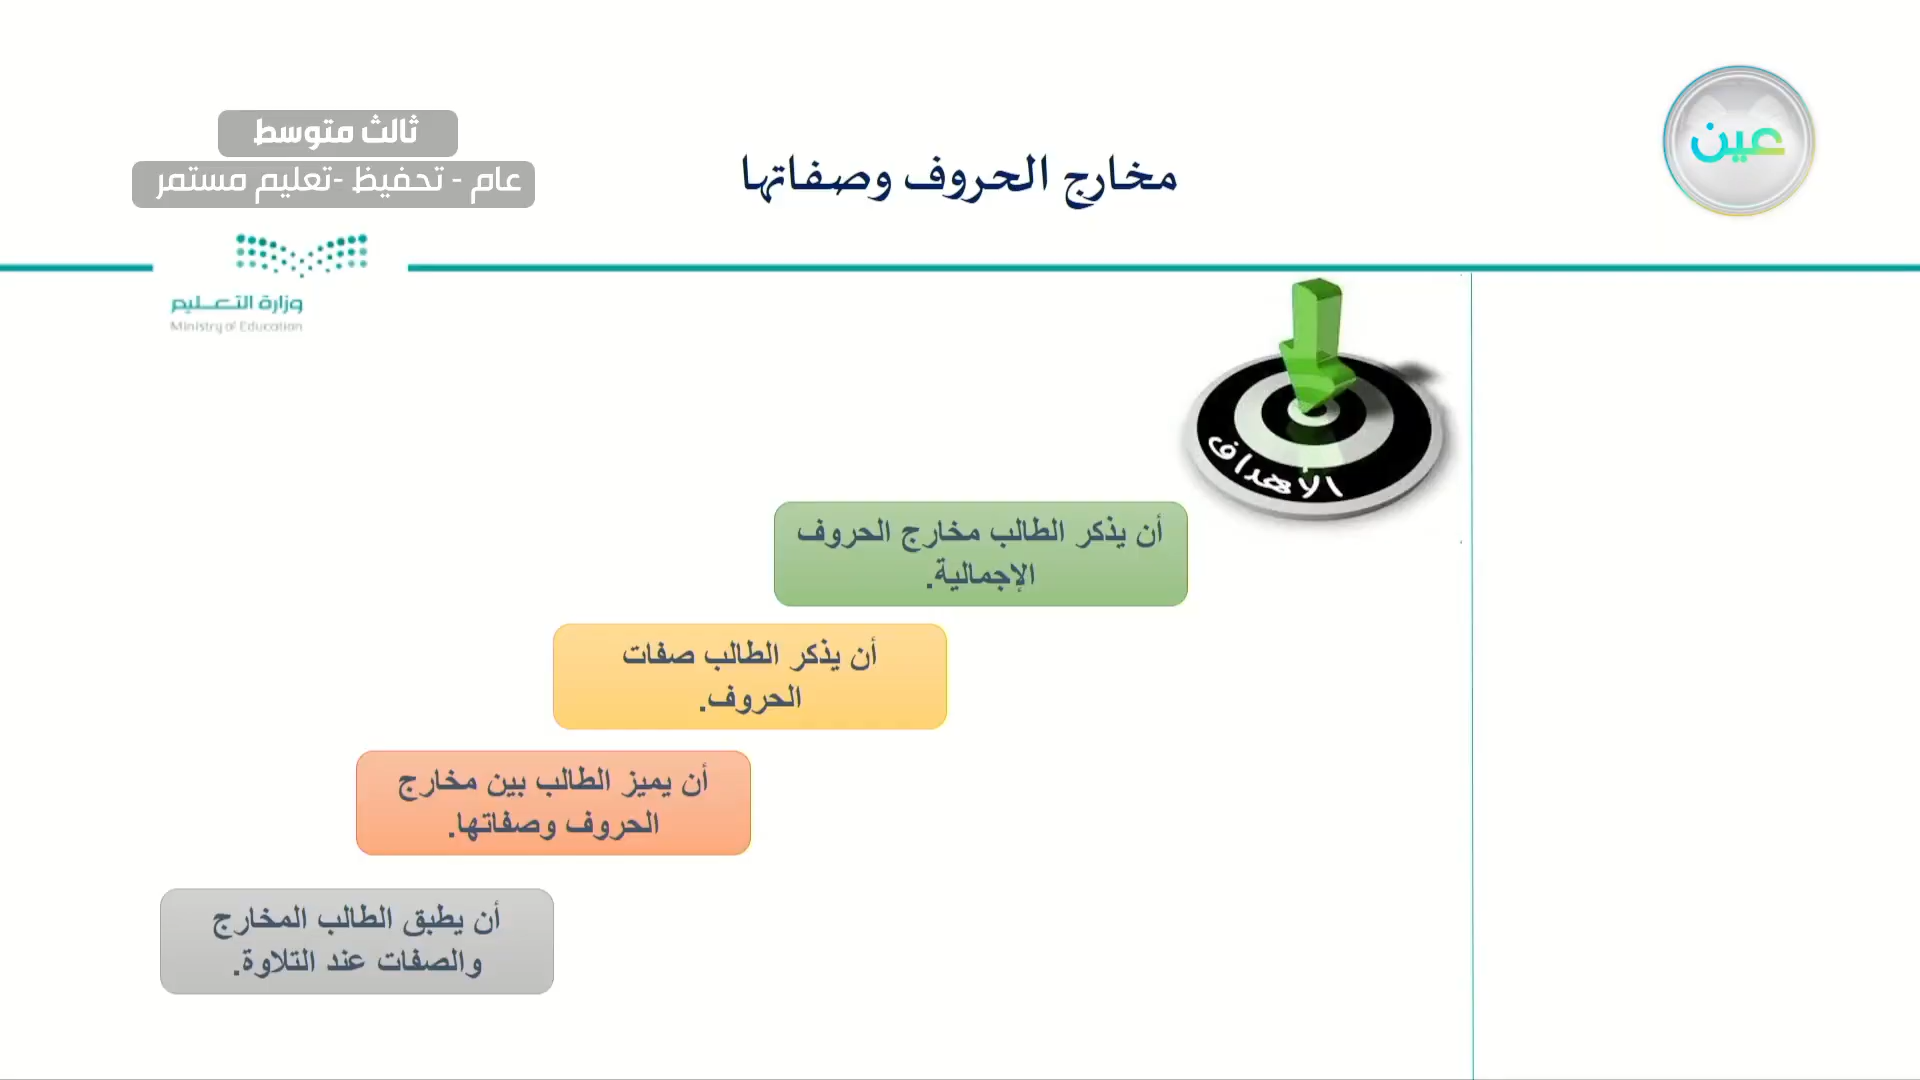 عين
ثالث متوسط
عام - تحفيظ -تعليم مستمر
مخارج الحروف وصفاتها
وزارة التعـــليم
Ministry of Education
الأهداف
أن يذكر الطالب مخارج الحروف
الإجمالية.
أن يذكر الطالب صفات
الحروف.
أن يميز الطالب بين مخارج
الحروف وصفاتها.
أن يطبق الطالب المخارج
والصفات عند التلاوة.